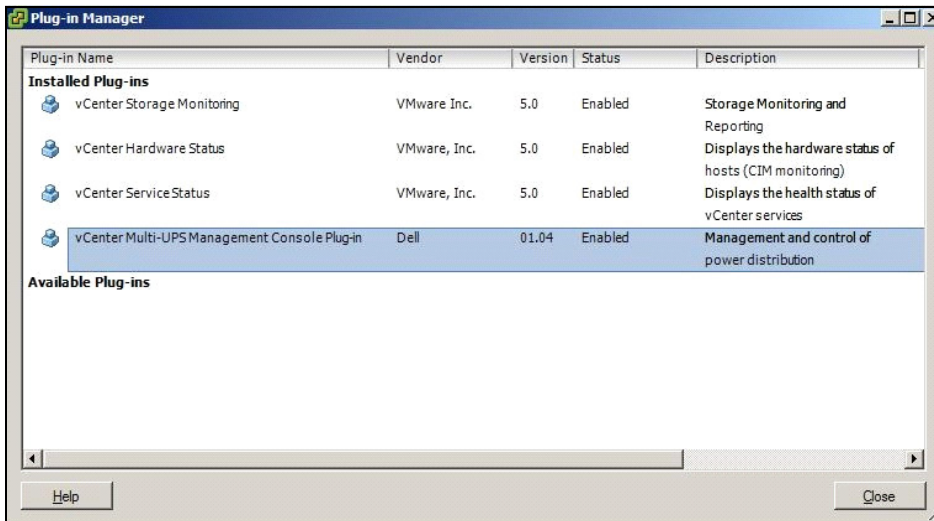 Plug-in Manager
Plug-in Name Vendor Version Status Description
Installed Plug-ins
vCenter Storage Monitoring VMware Inc. 5.0 Enabled Storage Monitoring and
Reporting
vCenter Hardware Status VMware, Inc. 5.0 Enabled Displays the hardware status of
hosts (CIM monitoring)
vCenter Service Status VMware, Inc. 5.0 Enabled Displays the health status of
vCenter services
vCenter Multi-UPS Management Console Plug-in Dell 01.04 Enabled Management and control of
power distribution
Available Plug-ins
Help Close